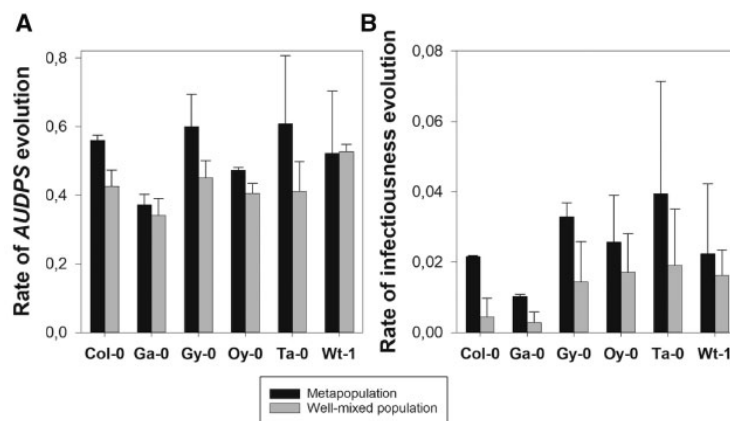 A
Rate of AUDPS evolution
0,8
0,6
0,4
0,2
0,0
Col-0 Ga-0 Gy-0 Oy-0 Ta-0 Wt-1
B
Rate of infectiousness evolution
0,08
0,06
0,04
0,02
0,00
Col-0 Ga-0 Gy-0 Oy-0 Ta-0 Wt-1
Metapopulation
Well-mixed population